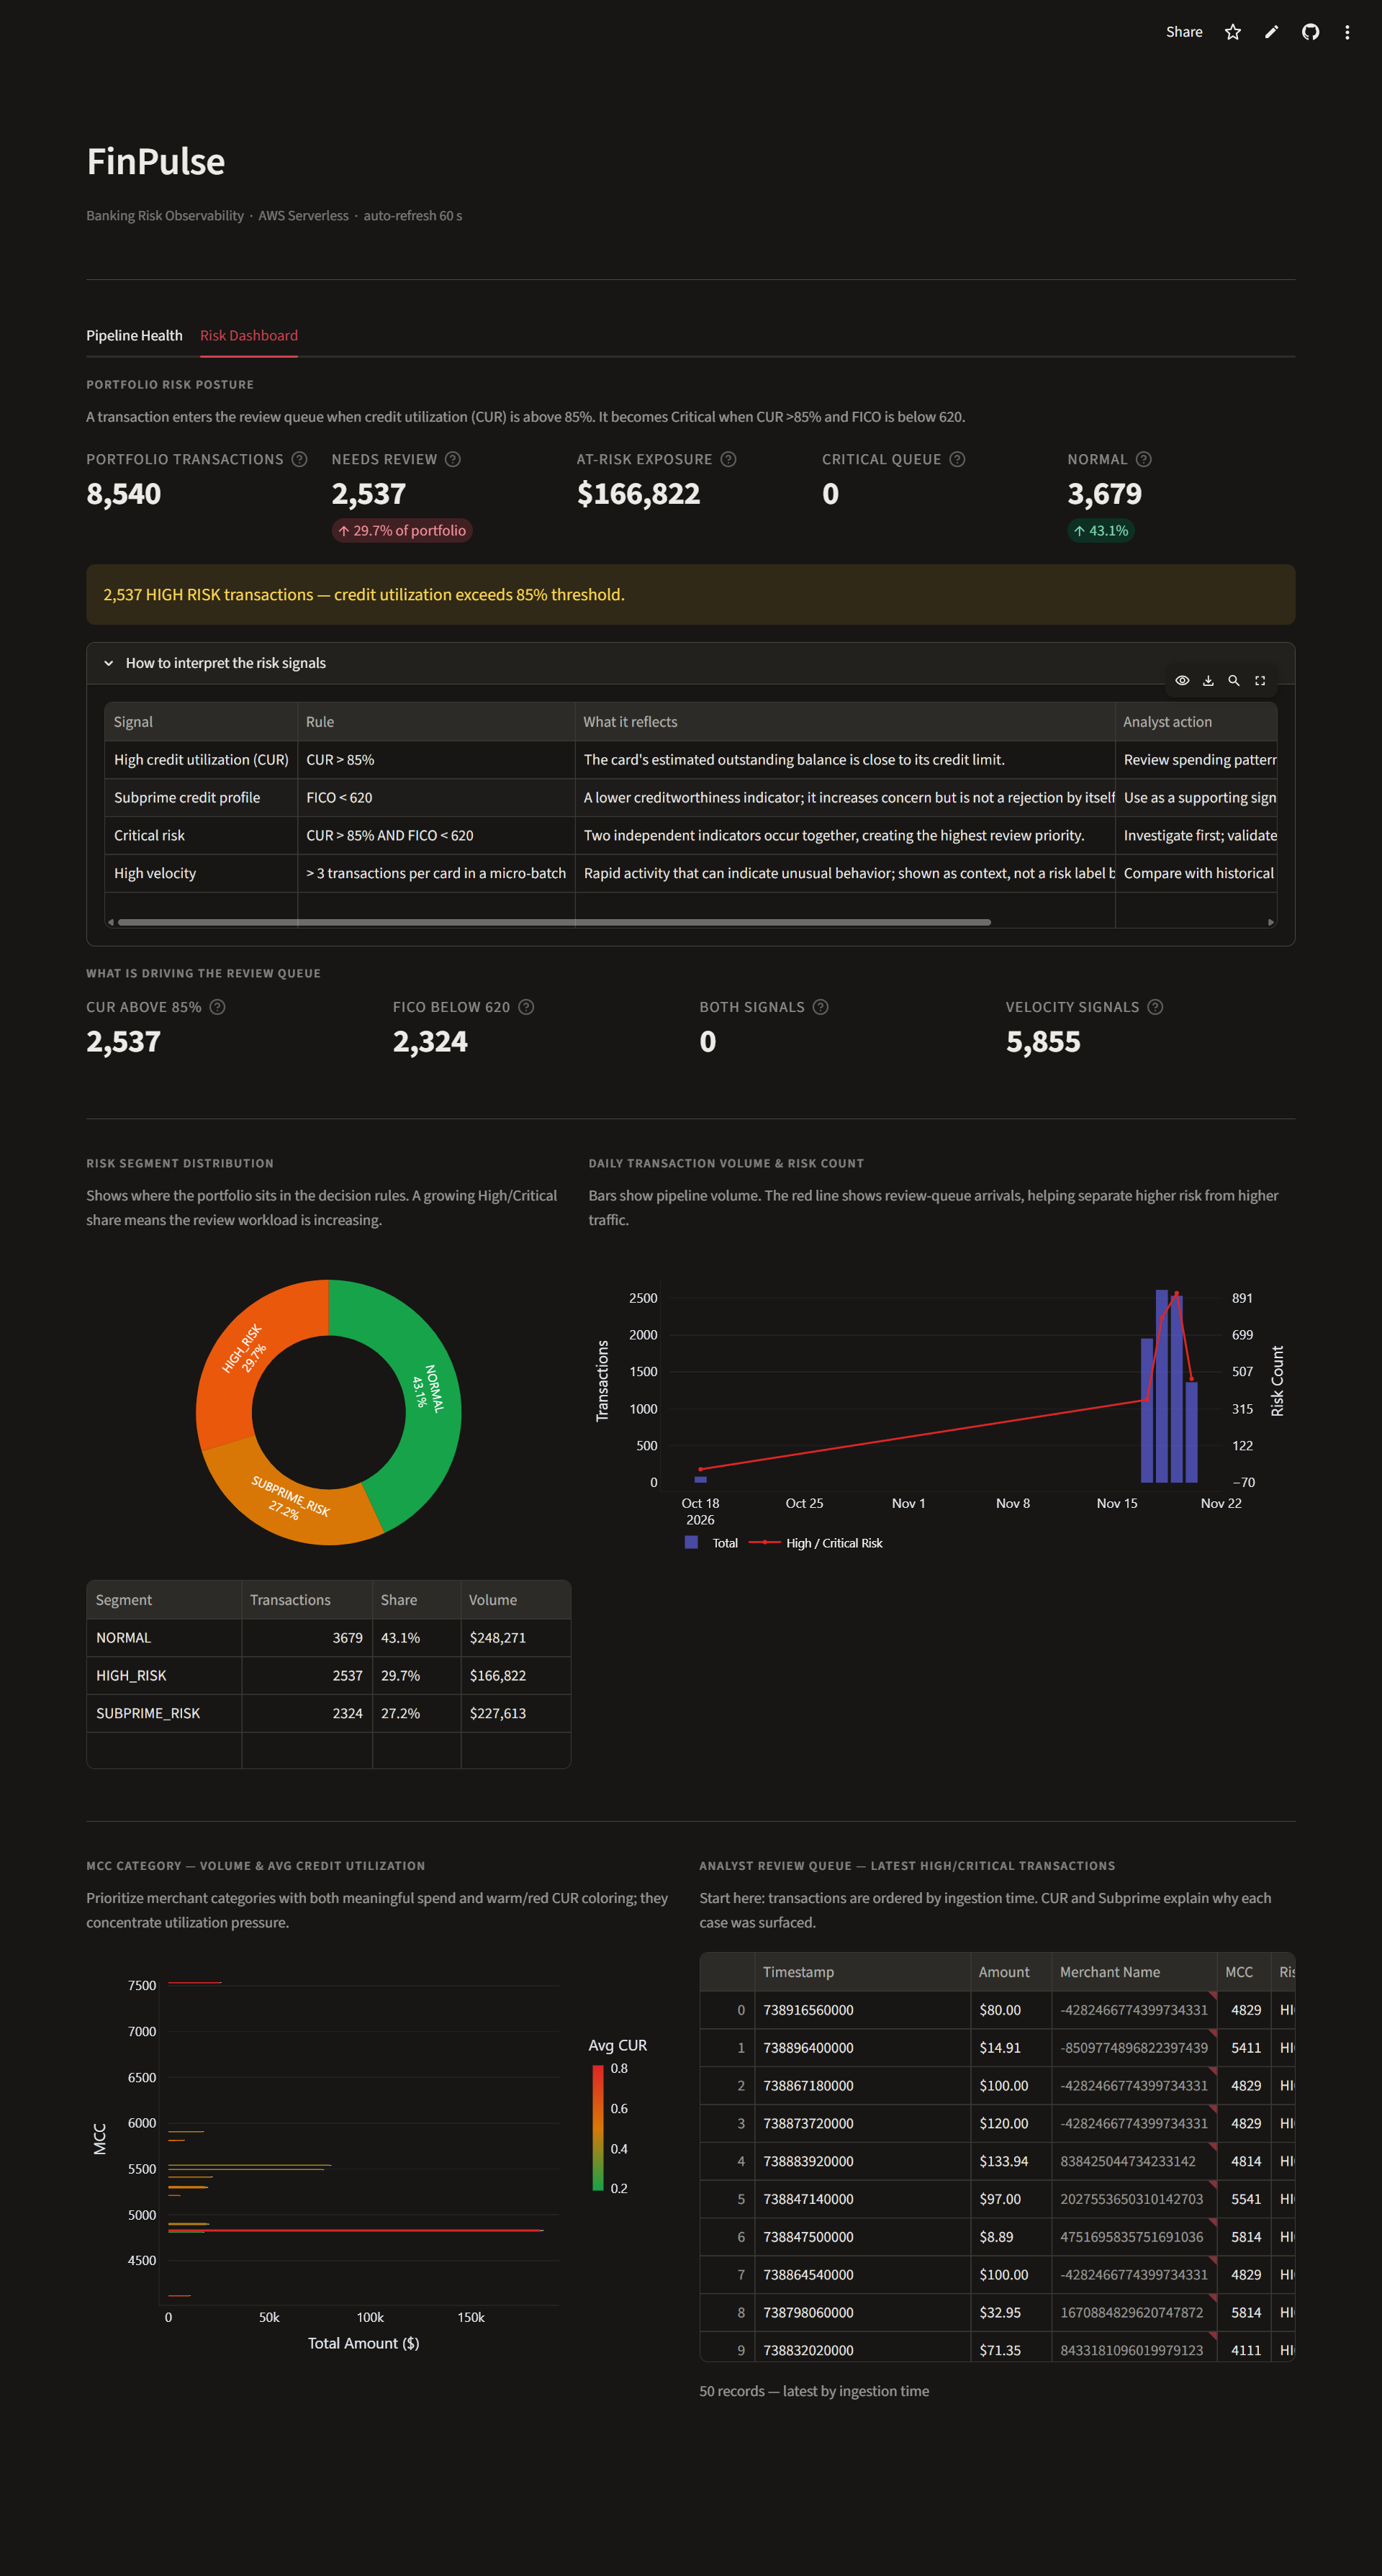 Share
FinPulse
Banking Risk Observability · AWS Serverless · auto-refresh 60 s
Pipeline Health Risk Dashboard
PORTFOLIO RISK POSTURE
A transaction enters the review queue when credit utilization (CUR) is above 85%. It becomes Critical when CUR >85% and FICO is below 620.
PORTFOLIO TRANSACTIONS NEEDS REVIEW AT-RISK EXPOSURE CRITICAL QUEUE NORMAL
8,540 2,537 $166,822 0 3,679
↑ 29.7% of portfolio ↑ 43.1%
2,537 HIGH RISK transactions — credit utilization exceeds 85% threshold.
How to interpret the risk signals
Signal Rule What it reflects Analyst action
High credit utilization (CUR) CUR > 85% The card's estimated outstanding balance is close to its credit limit. Review spending pattern
Subprime credit profile FICO < 620 A lower creditworthiness indicator; it increases concern but is not a rejection by itself Use as a supporting sign
Critical risk CUR > 85% AND FICO < 620 Two independent indicators occur together, creating the highest review priority. Investigate first; validate
High velocity > 3 transactions per card in a micro-batch Rapid activity that can indicate unusual behavior; shown as context, not a risk label b Compare with historical
WHAT IS DRIVING THE REVIEW QUEUE
CUR ABOVE 85% FICO BELOW 620 BOTH SIGNALS VELOCITY SIGNALS
2,537 2,324 0 5,855
RISK SEGMENT DISTRIBUTION
Shows where the portfolio sits in the decision rules. A growing High/Critical
share means the review workload is increasing.
HIGH_RISK
29.7%
NORMAL
43.1%
SUBPRIME_RISK
27.2%
Segment Transactions Share Volume
NORMAL 3679 43.1% $248,271
HIGH_RISK 2537 29.7% $166,822
SUBPRIME_RISK 2324 27.2% $227,613
DAILY TRANSACTION VOLUME & RISK COUNT
Bars show pipeline volume. The red line shows review-queue arrivals, helping separate higher risk from higher
traffic.
Transactions
2500
2000
1500
1000
500
0
891
699
507
315
122
−70
Risk Count
Oct 18 Oct 25 Nov 1 Nov 8 Nov 15 Nov 22
2026
Total High / Critical Risk
MCC CATEGORY — VOLUME & AVG CREDIT UTILIZATION
Prioritize merchant categories with both meaningful spend and warm/red CUR coloring; they
concentrate utilization pressure.
MCC
7500
7000
6500
6000
5500
5000
4500
0 50k 100k 150k
Total Amount ($)
Avg CUR
0.8
0.6
0.4
0.2
ANALYST REVIEW QUEUE — LATEST HIGH/CRITICAL TRANSACTIONS
Start here: transactions are ordered by ingestion time. CUR and Subprime explain why each
case was surfaced.
Timestamp Amount Merchant Name MCC Ris
0 738916560000 $80.00 -4282466774399734331 4829 HI
1 738896400000 $14.91 -8509774896822397439 5411 HI
2 738867180000 $100.00 -4282466774399734331 4829 HI
3 738873720000 $120.00 -4282466774399734331 4829 HI
4 738883920000 $133.94 838425044734233142 4814 HI
5 738847140000 $97.00 2027553650310142703 5541 HI
6 738847500000 $8.89 4751695835751691036 5814 HI
7 738864540000 $100.00 -4282466774399734331 4829 HI
8 738798060000 $32.95 1670884829620747872 5814 HI
9 738832020000 $71.35 8433181096019979123 4111 HI
50 records — latest by ingestion time